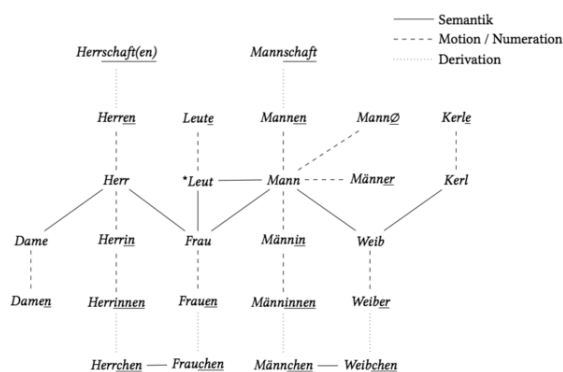 Semantik
Motion / Numeration
Derivation
Herrschaft(en) Mannschaft
Herren Leute Mannen Mann∅ Kerle
Herr *Leut Mann Männer Kerl
Dame Herrin Frau Männin Weib
Damen Herrinnen Frauen Männinnen Weiber
Herrchen Frauchen Männchen Weibchen